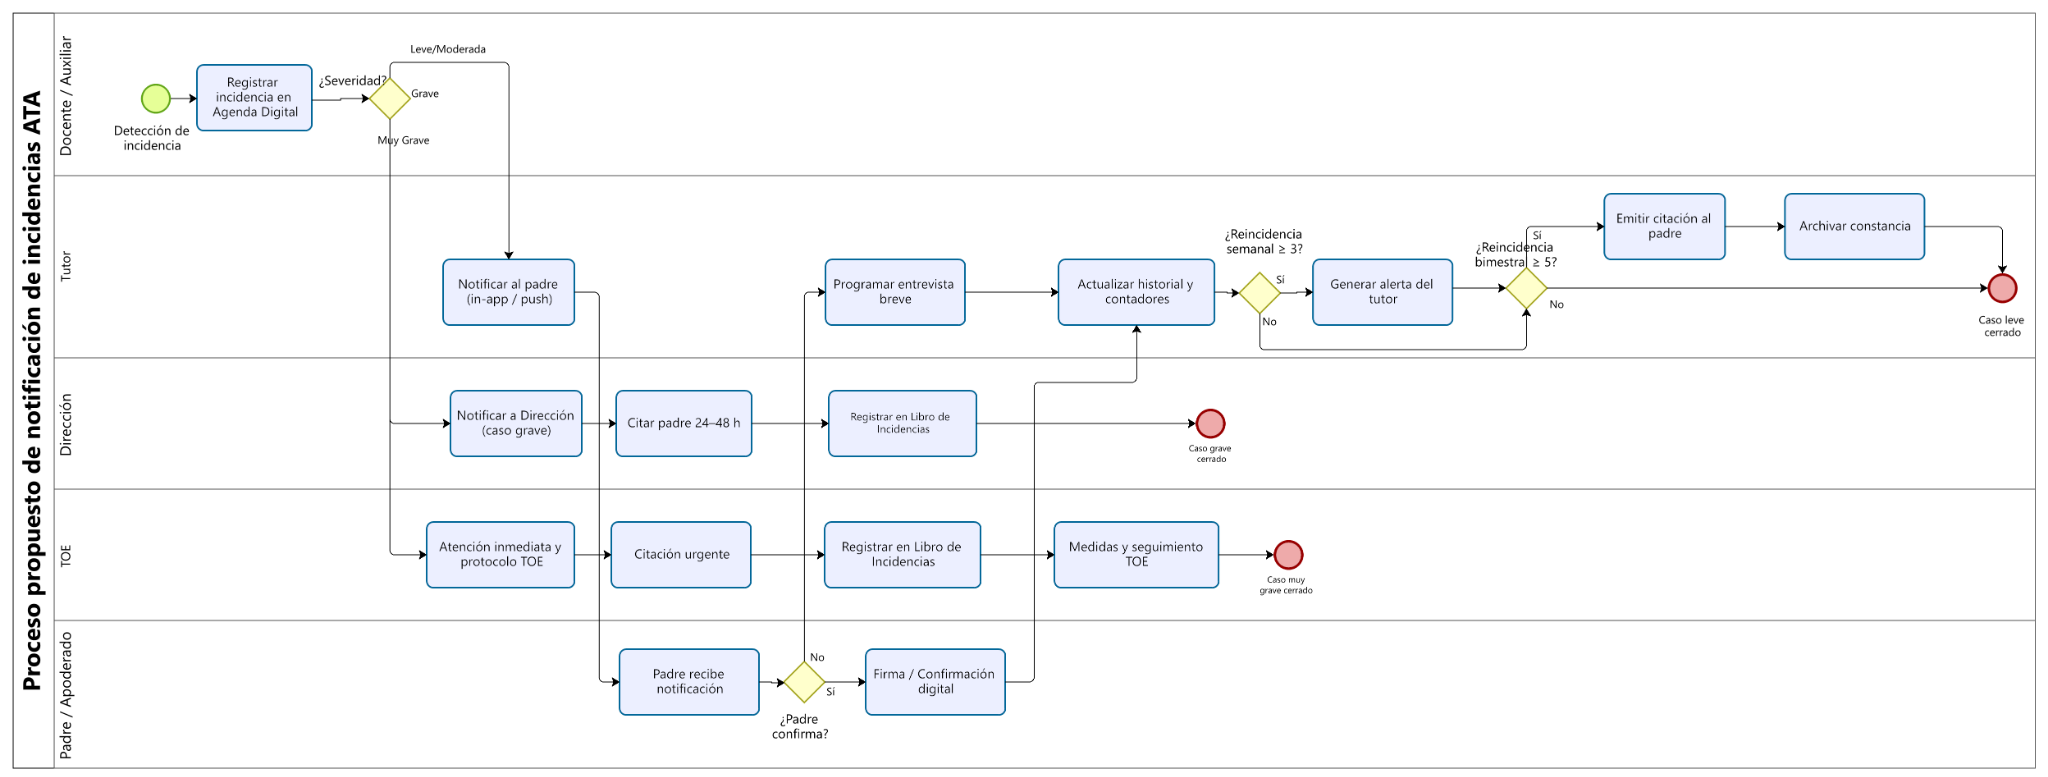 Proceso propuesto de notificación de incidencias ATA
Docente / Auxiliar
Detección de
incidencia
Registrar
incidencia en
Agenda Digital
¿Severidad?
Leve/Moderada
Grave
Muy Grave
Tutor
Notificar al padre
(in-app / push)
Programar entrevista
breve
Actualizar historial y
contadores
¿Reincidencia
semanal ≥ 3?
Sí
No
Generar alerta del
tutor
Sí
¿Reincidencia
bimestral ≥ 5?
No
Emitir citación al
padre
Archivar constancia
Caso leve
cerrado
Dirección
Notificar a Dirección
(caso grave)
Citar padre 24–48 h
Registrar en Libro de
Incidencias
Caso grave
cerrado
TOE
Atención inmediata y
protocolo TOE
Citación urgente
Registrar en Libro de
Incidencias
Medidas y seguimiento
TOE
Caso muy
grave cerrado
Padre / Apoderado
Padre recibe
notificación
No
Sí
¿Padre
confirma?
Firma / Confirmación
digital